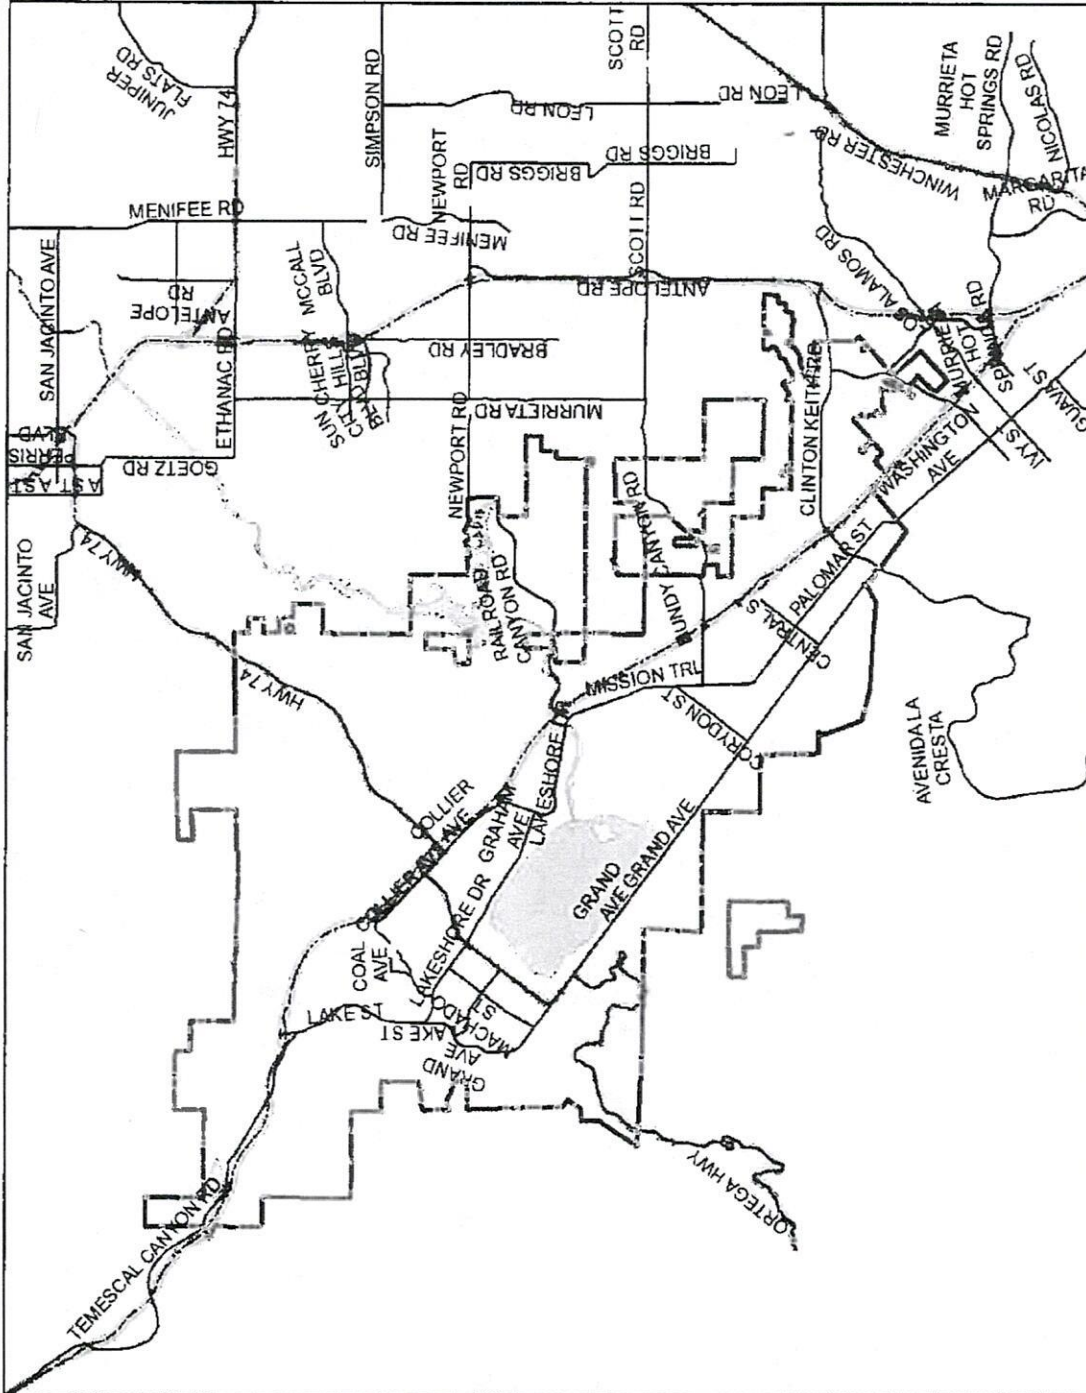 JUNIPER
FLATS RD
HWY 74
SIMPSON RD
SCOTT
RD
LEON RD
LEON RD
MURRIETA
HOT
SPRINGS RD
NICOLAS RD
NEWPORT
RD
BRIGGS RD
BRIGGS RD
WINCHESTER RD
MARGARITA
RD
MENIFEE RD
MENIFEE RD
SCOTT RD
SAN JACINTO AVE
ANTELOPE
RD
MCCALL
BLVD
ANTELOPE RD
LOS ALAMOS RD
ETHANAC RD
SUN
CITY
CHERRY
HILLS
BLVD
BRADLEY RD
PERRIS
BLVD
A ST
A ST
GOETZ RD
NEWPORT RD
MURRIETA RD
CLINTON KEITH RD
MURRIETA
HOT
SPRINGS RD
GUAVA ST
IVY ST
WASHINGTON
AVE
SAN JACINTO
AVE
HWY 74
HWY 74
RAILROAD
CANYON RD
BUNDY CANYON RD
PALOMAR ST
CENTRAL ST
MISSION TRL
CORYDON ST
AVENIDA LA
CRESTA
COLLIER
AVE
COLLIER AVE
GRAHAM
AVE
LAKESHORE
GRAND
AVE
GRAND AVE
COAL
AVE
LAKESHORE DR
LAKE ST
LAKE ST
MACHADO
ST
GRAND
AVE
ORTEGA HWY
TEMESCAL CANYON RD